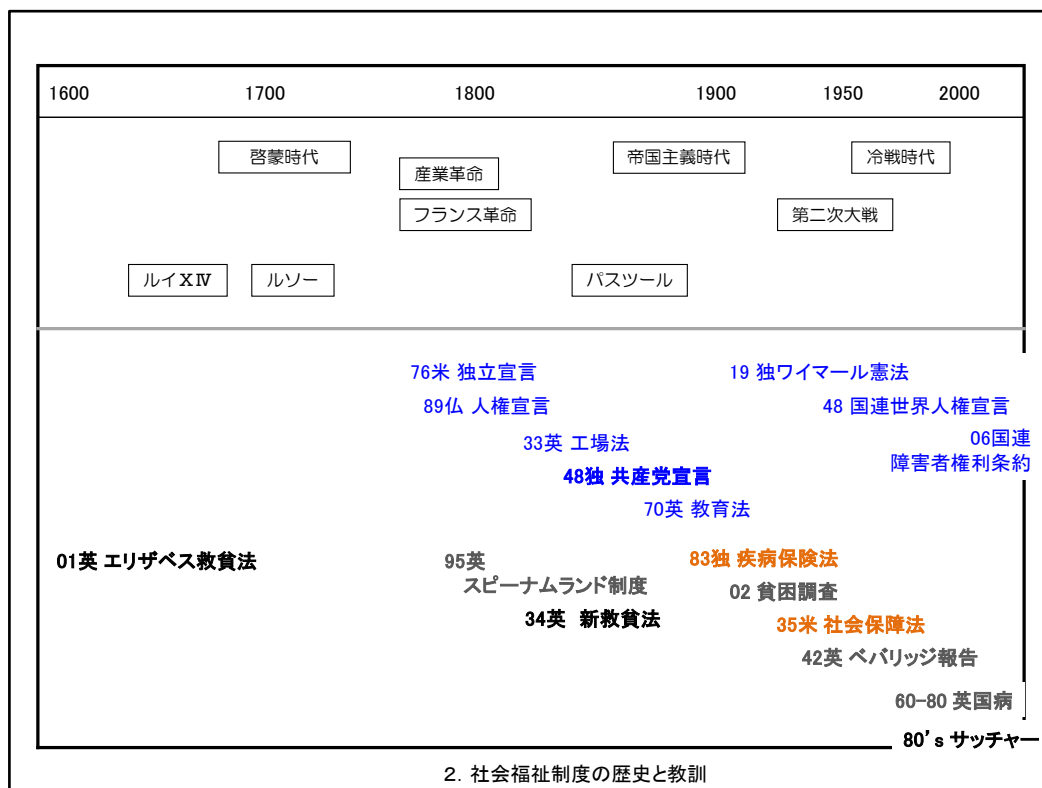 1600 1700 1800 1900 1950 2000
啓蒙時代
産業革命
帝国主義時代
冷戦時代
フランス革命
第二次大戦
ルイⅩⅣ
ルソー
パスツール
76米 独立宣言
19 独ワイマール憲法
89仏 人権宣言
48 国連世界人権宣言
33英 工場法
06国連
障害者権利条約
48独 共産党宣言
70英 教育法
01英 エリザベス救貧法
95英
スピーナムランド制度
83独 疾病保険法
02 貧困調査
34英 新救貧法
35米 社会保障法
42英 ベバリッジ報告
60-80 英国病
80’s サッチャー
2．社会福祉制度の歴史と教訓